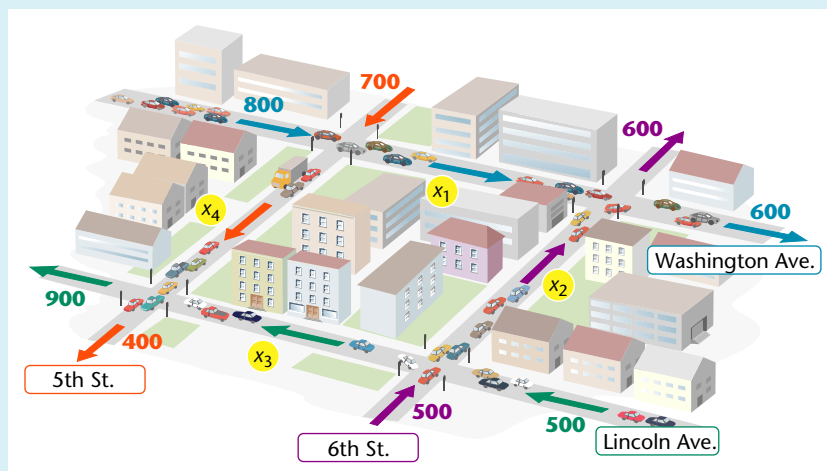 700
800
600
x1
x4
600
Washington Ave.
900
x2
400
x3
5th St.
500
500
6th St.
Lincoln Ave.